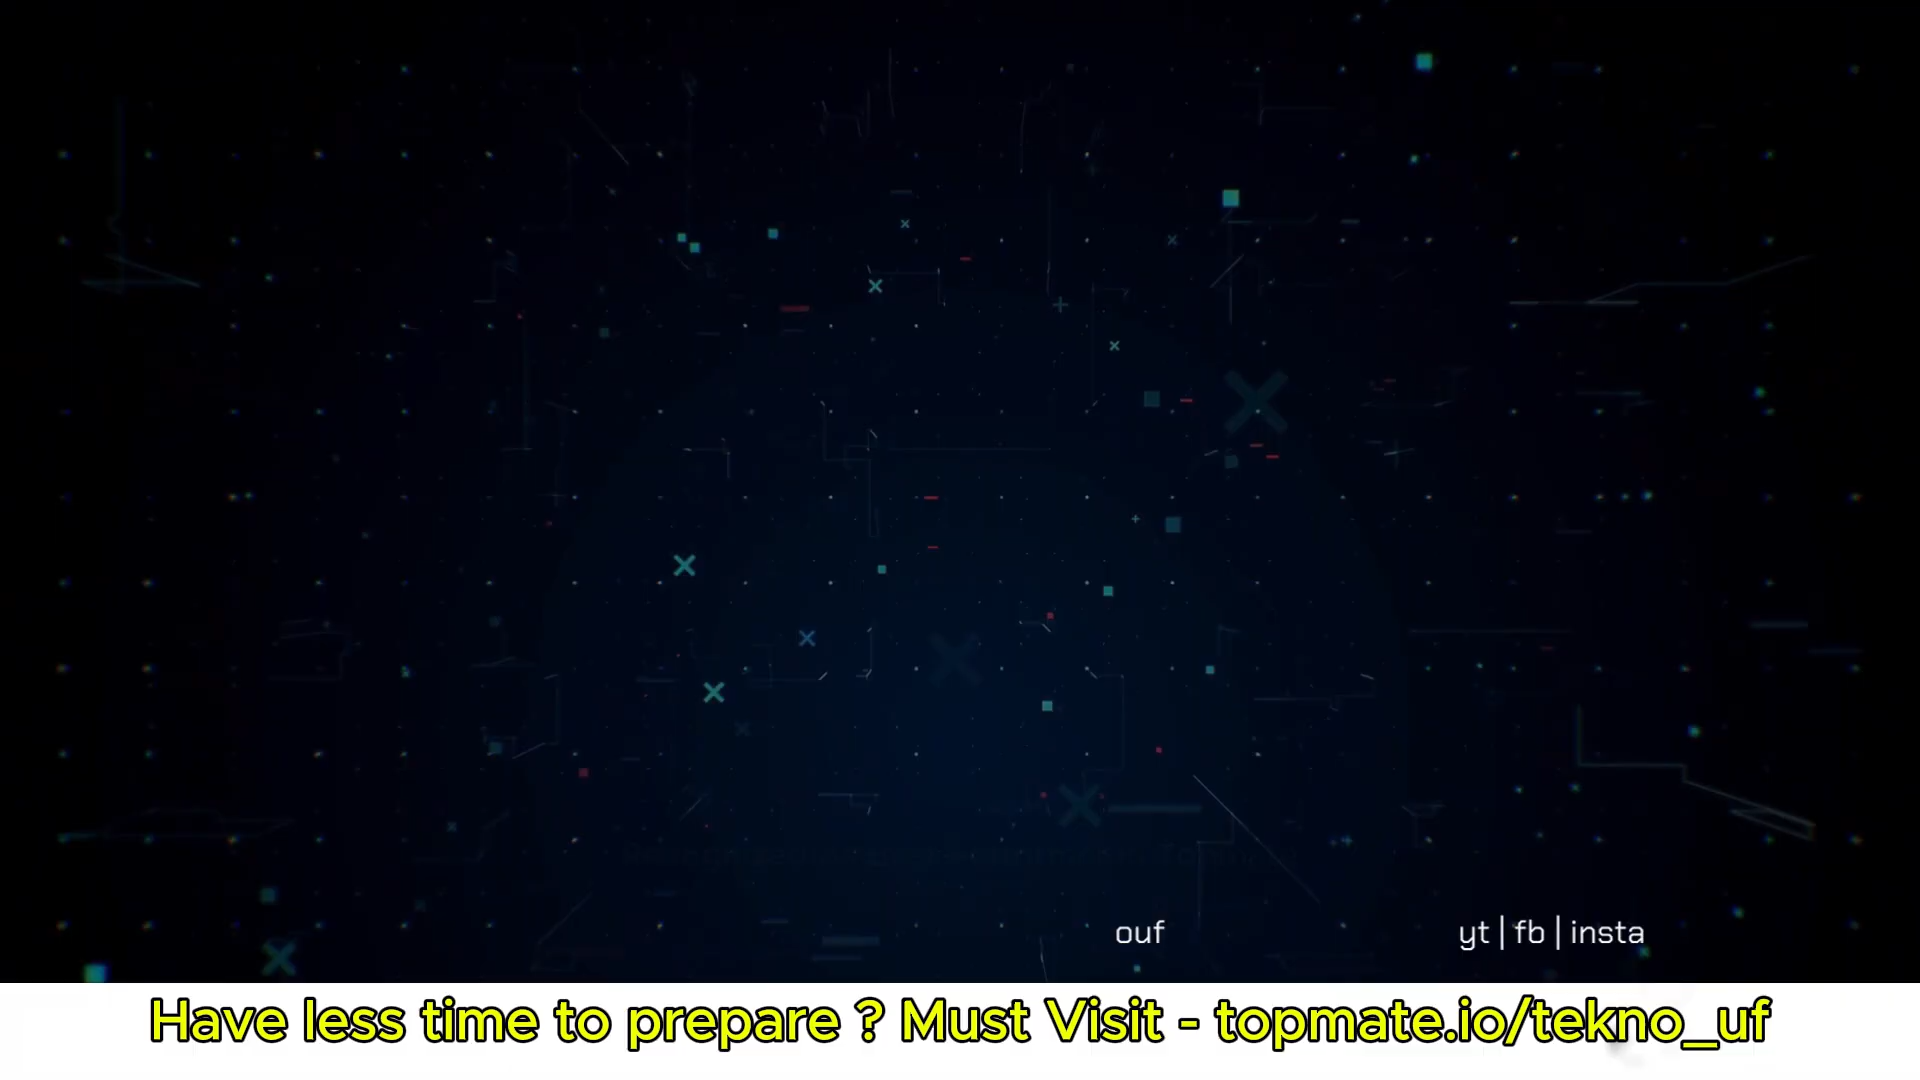 ouf yt | fb | insta
Have less time to prepare ? Must Visit - topmate.io/tekno_uf